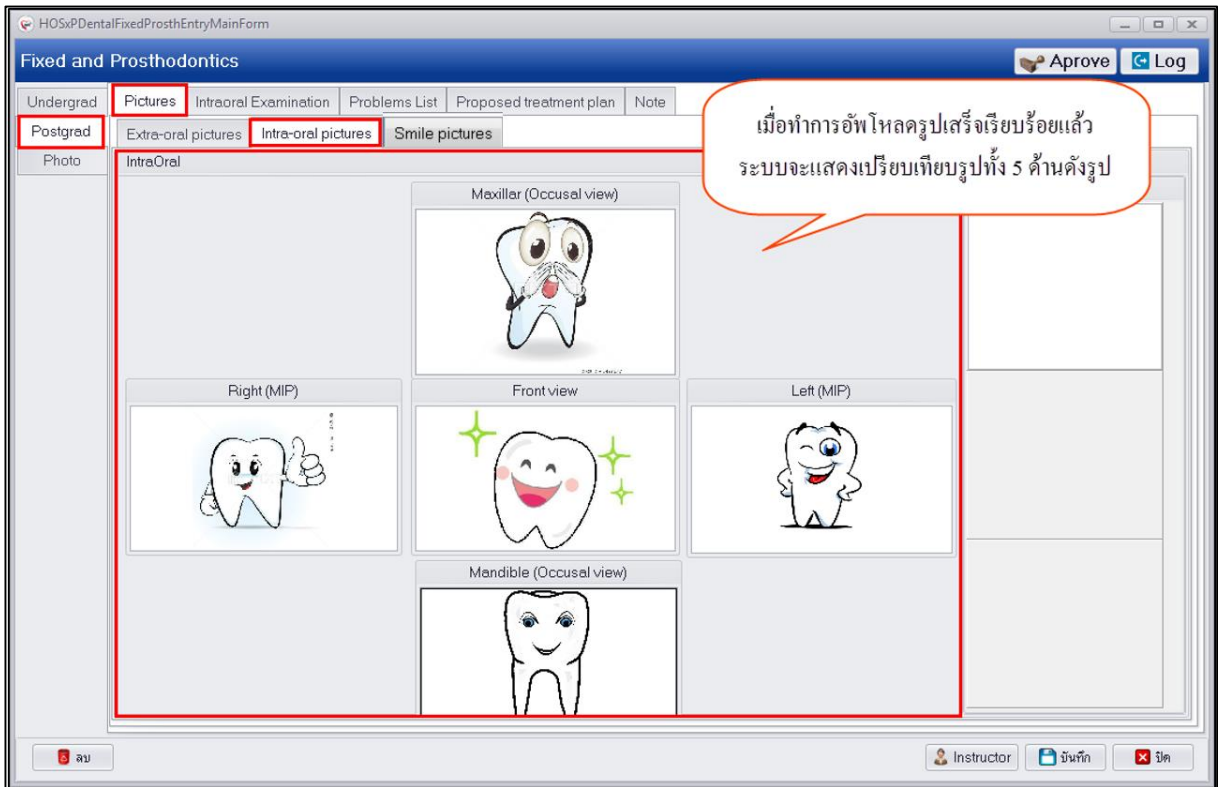 HOSxPDentalFixedProsthEntryMainForm
Fixed and Prosthodontics
Aprove
Log
Undergrad
Postgrad
Photo
Pictures
Intraoral Examination
Problems List
Proposed treatment plan
Note
Extra-oral pictures
Intra-oral pictures
Smile pictures
เมื่อทำการอัพโหลดรูปเสร็จเรียบร้อยแล้ว
ระบบจะแสดงเปรียบเทียบรูปทั้ง 5 ด้านดังรูป
IntraOral
Maxillar (Occusal view)
Right (MIP)
Front view
Left (MIP)
Mandible (Occusal view)
ลบ
Instructor
บันทึก
ปิด